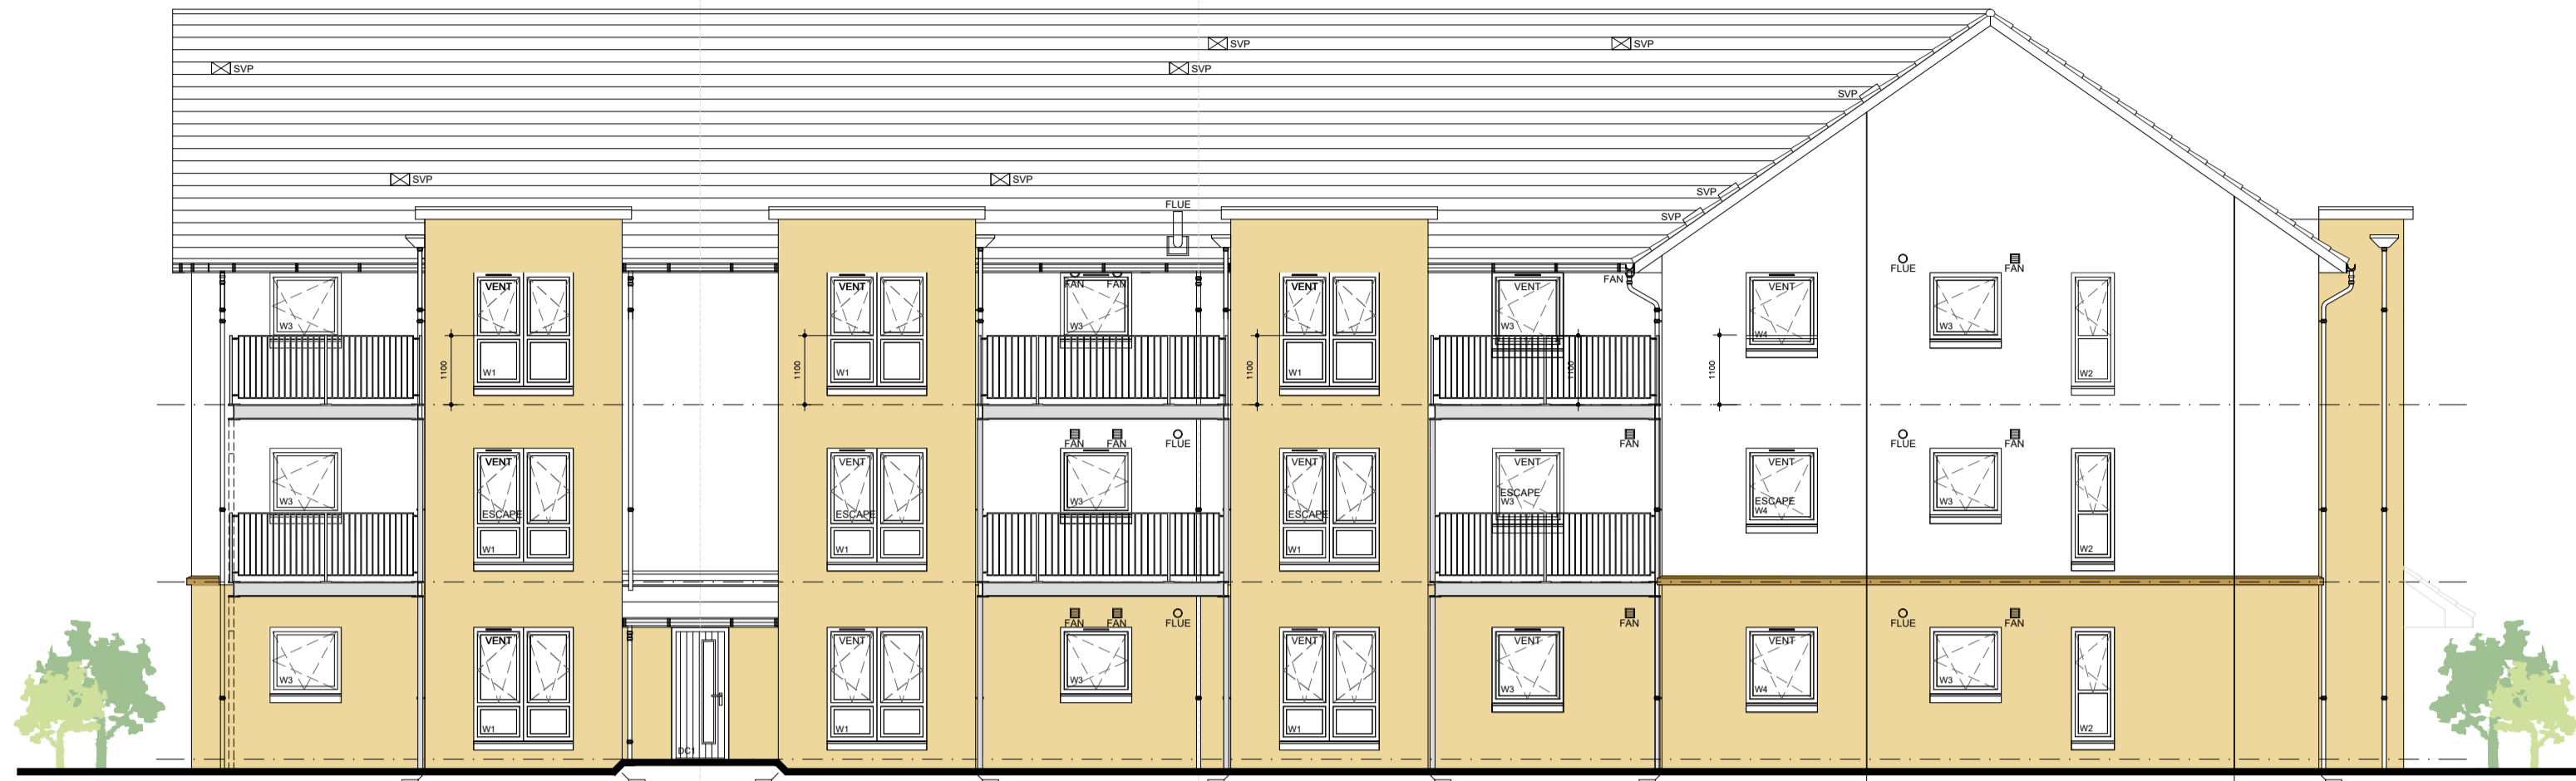 SVP SVP
SVP SVP
SVP
SVP SVP
SVP
FLUE
SVP
FLUE FAN
VENT VENT FAN FAN VENT VENT FAN VENT
W3 W3 W3 W4 W3
1100 1100 1100 1100 1100
W1 W1 W1 W2
FAN FAN FLUE FAN FLUE FAN
VENT VENT VENT VENT VENT
ESCAPE
W3 W3 W3 ESCAPE W3
W4
ESCAPE ESCAPE ESCAPE
W1 W1 W1 W2
FAN FAN FLUE FAN FLUE FAN
VENT VENT VENT VENT VENT
W3 W3 W3 W4 W3
W1 W1 W1 W2
DC1